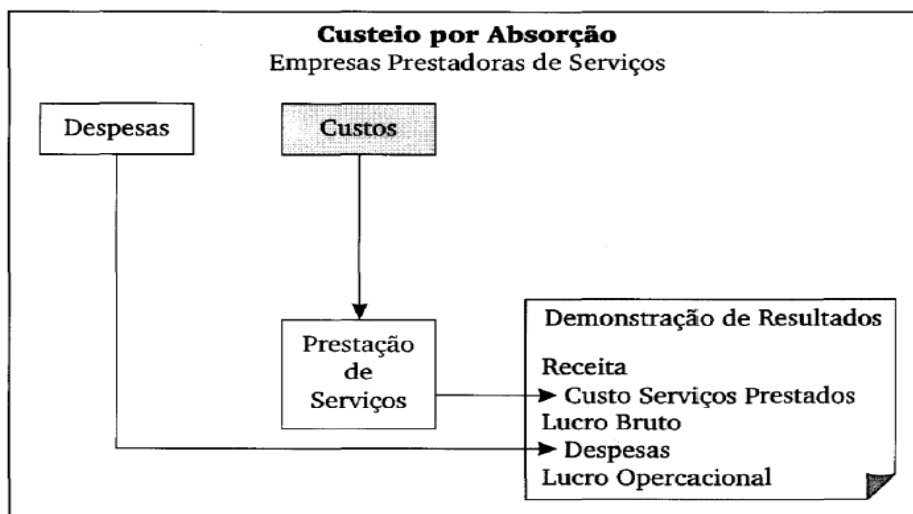 Custeio por Absorção
Empresas Prestadoras de Serviços
Despesas
Custos
Prestação
de
Serviços
Demonstração de Resultados
Receita
Custo Serviços Prestados
Lucro Bruto
Despesas
Lucro Opercacional